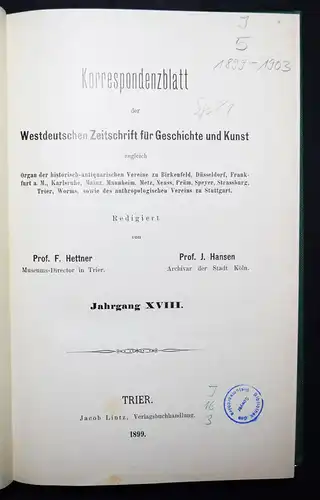 J
5
1899-1903
Korrespondenzblatt
der
Westdeutschen Zeitschrift für Geschichte und Kunst
zugleich
Organ der historisch-antiquarischen Vereine zu Birkenfeld, Düsseldorf, Frank-
furt a. M., Karlsruhe, Mainz, Mannheim, Metz, Neuss, Prüm, Speyer, Strassburg,
Trier, Worms, sowie des anthropologischen Vereins zu Stuttgart.
Redigiert
von
Prof. F. Hettner
Museums-Director in Trier.
Prof. J. Hansen
Archivar der Stadt Köln.
Jahrgang XVIII.
TRIER.
Jacob Lintz, Verlagsbuchhandlung.
1899.
J
16
3